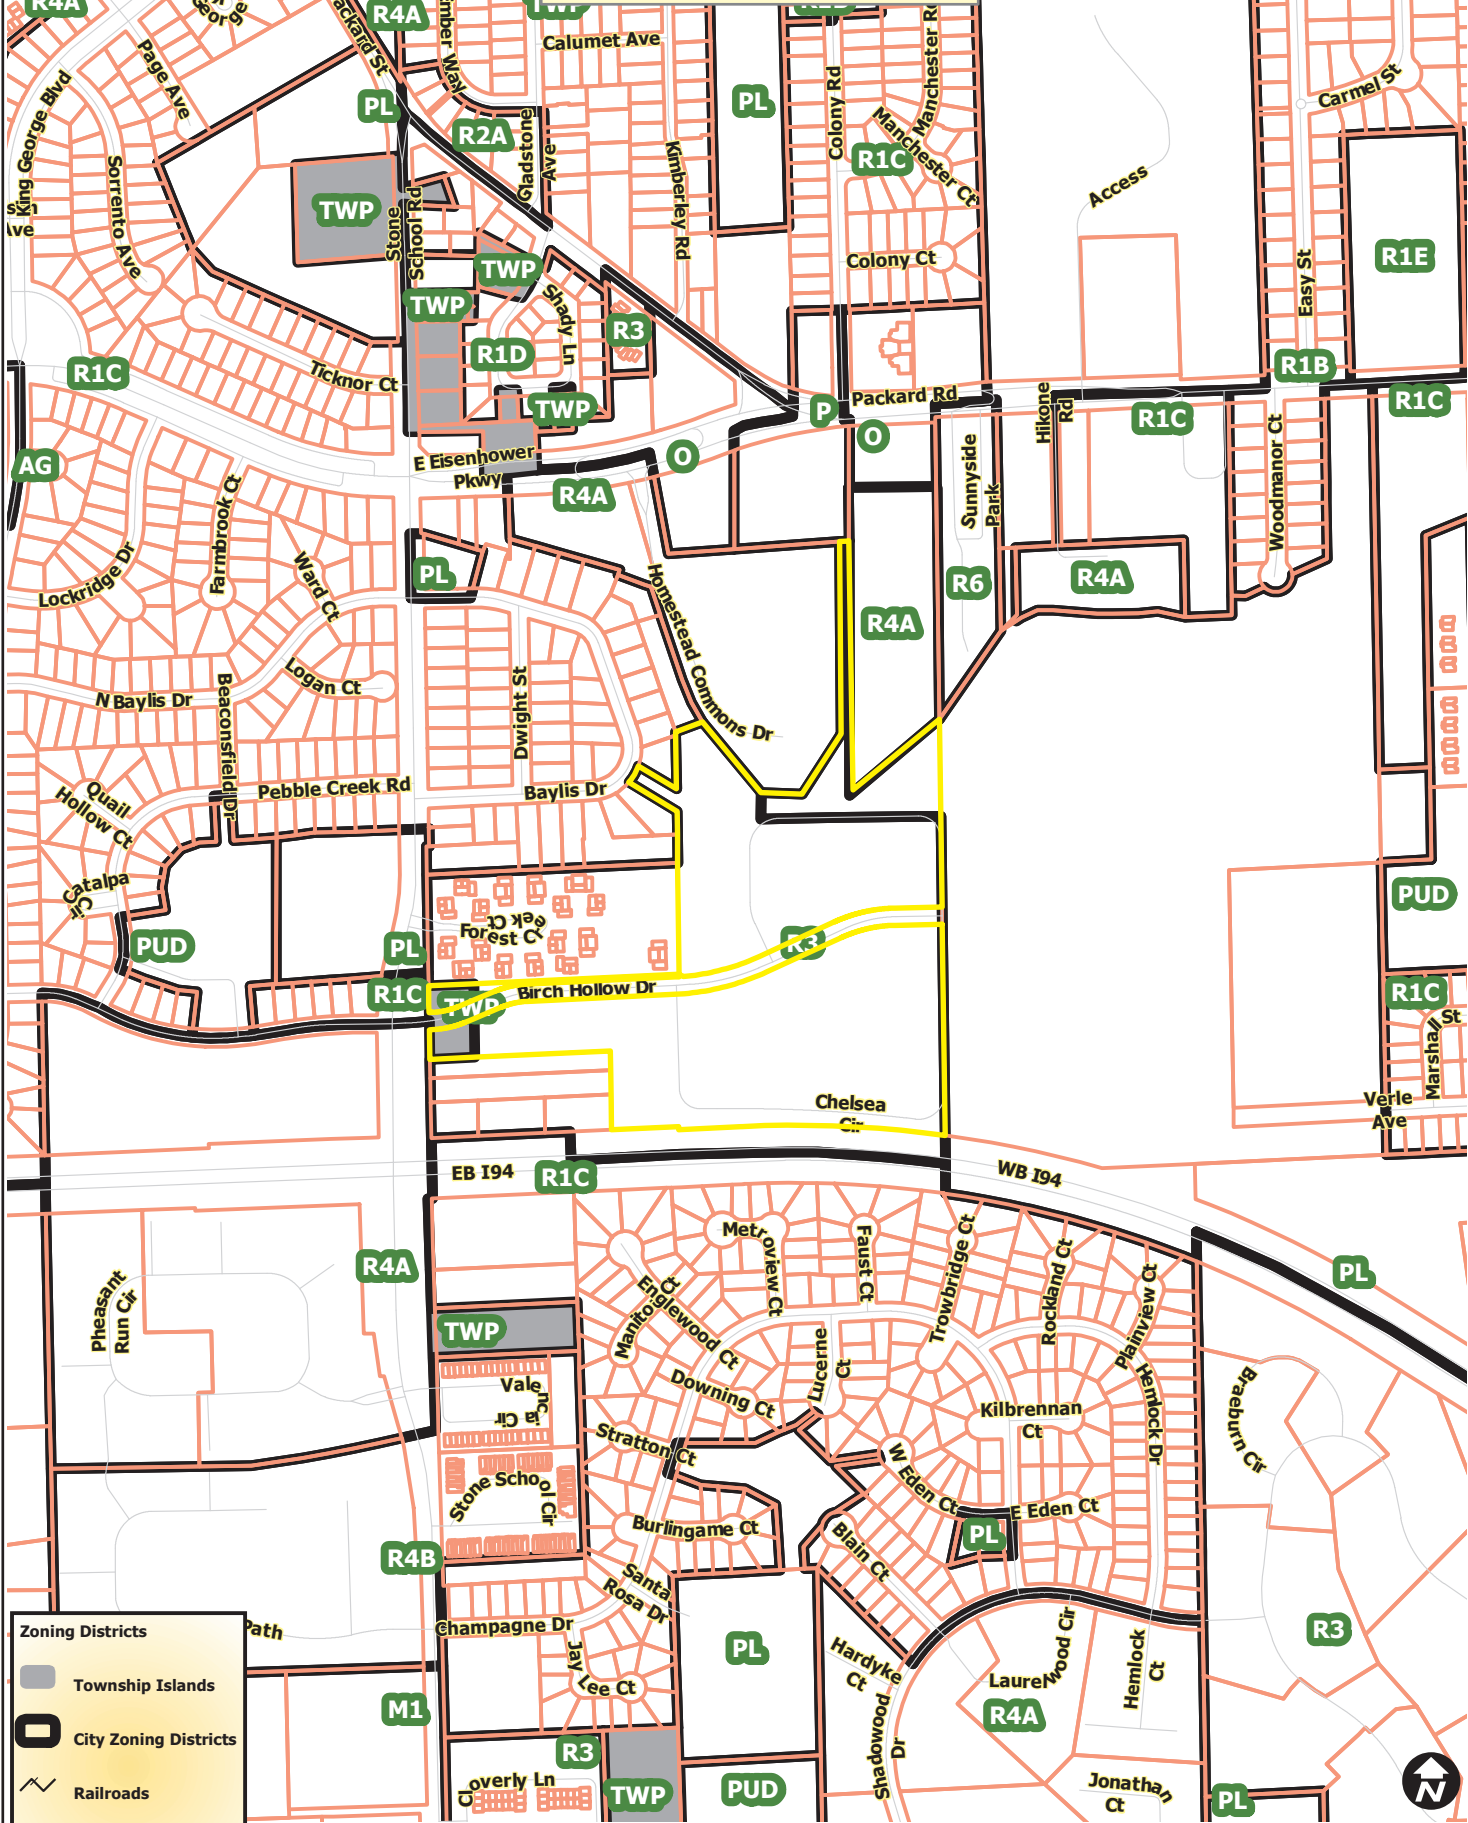 R4A
George
Packard St
R4A
TWP
Calumet Ave
Page Ave
King George Blvd
PL
R2A
Gladstone
Ave
PL
Colony Rd
Manchester Rd
Manchester Ct
R1C
Carmel St
Sorrento Ave
Ave
TWP
Stone
School Rd
Kimberley Rd
Access
Colony Ct
R1E
TWP
TWP
Shady Ln
R3
R1D
Easy St
R1C
Ticknor Ct
TWP
R1B
P
Packard Rd
O
Hikone
Rd
R1C
R1C
AG
E Eisenhower
Pkwy
O
R4A
Sunnyside
Park
Woodmanor Ct
Farmbrook Ct
Lockridge Dr
Ward Ct
PL
Homestead Commons Dr
R4A
R6
R4A
Logan Ct
N Baylis Dr
Beaconsfield Dr
Dwight St
Pebble Creek Rd
Baylis Dr
Quail
Hollow Ct
Catalpa
Cir
PUD
PL
Forest Creek Ct
R3
PUD
R1C
TWP
Birch Hollow Dr
R1C
Marshall St
Verle
Ave
Chelsea
Cir
EB I94
R1C
WB I94
R4A
PL
Pheasant
Run Cir
Metroview Ct
Faust Ct
Trowbridge Ct
Rockland Ct
Plainview Ct
Manitou Ct
Englewood Ct
TWP
Lucerne
Ct
Downing Ct
Hemlock Dr
Valencia Cir
Kilbrennan
Ct
Braeburn Cir
Stratton Ct
W Eden Ct
Stone School Cir
E Eden Ct
Burlingame Ct
PL
Blain Ct
R4B
Santa
Rosa Dr
Path
Champagne Dr
Jay Lee Ct
PL
Hardyke
Ct
Laurelwood Cir
Hemlock
Ct
R3
M1
R4A
Shadowood
Dr
R3
Cloverly Ln
TWP
PUD
Jonathan
Ct
PL
N
Zoning Districts
Township Islands
City Zoning Districts
Railroads